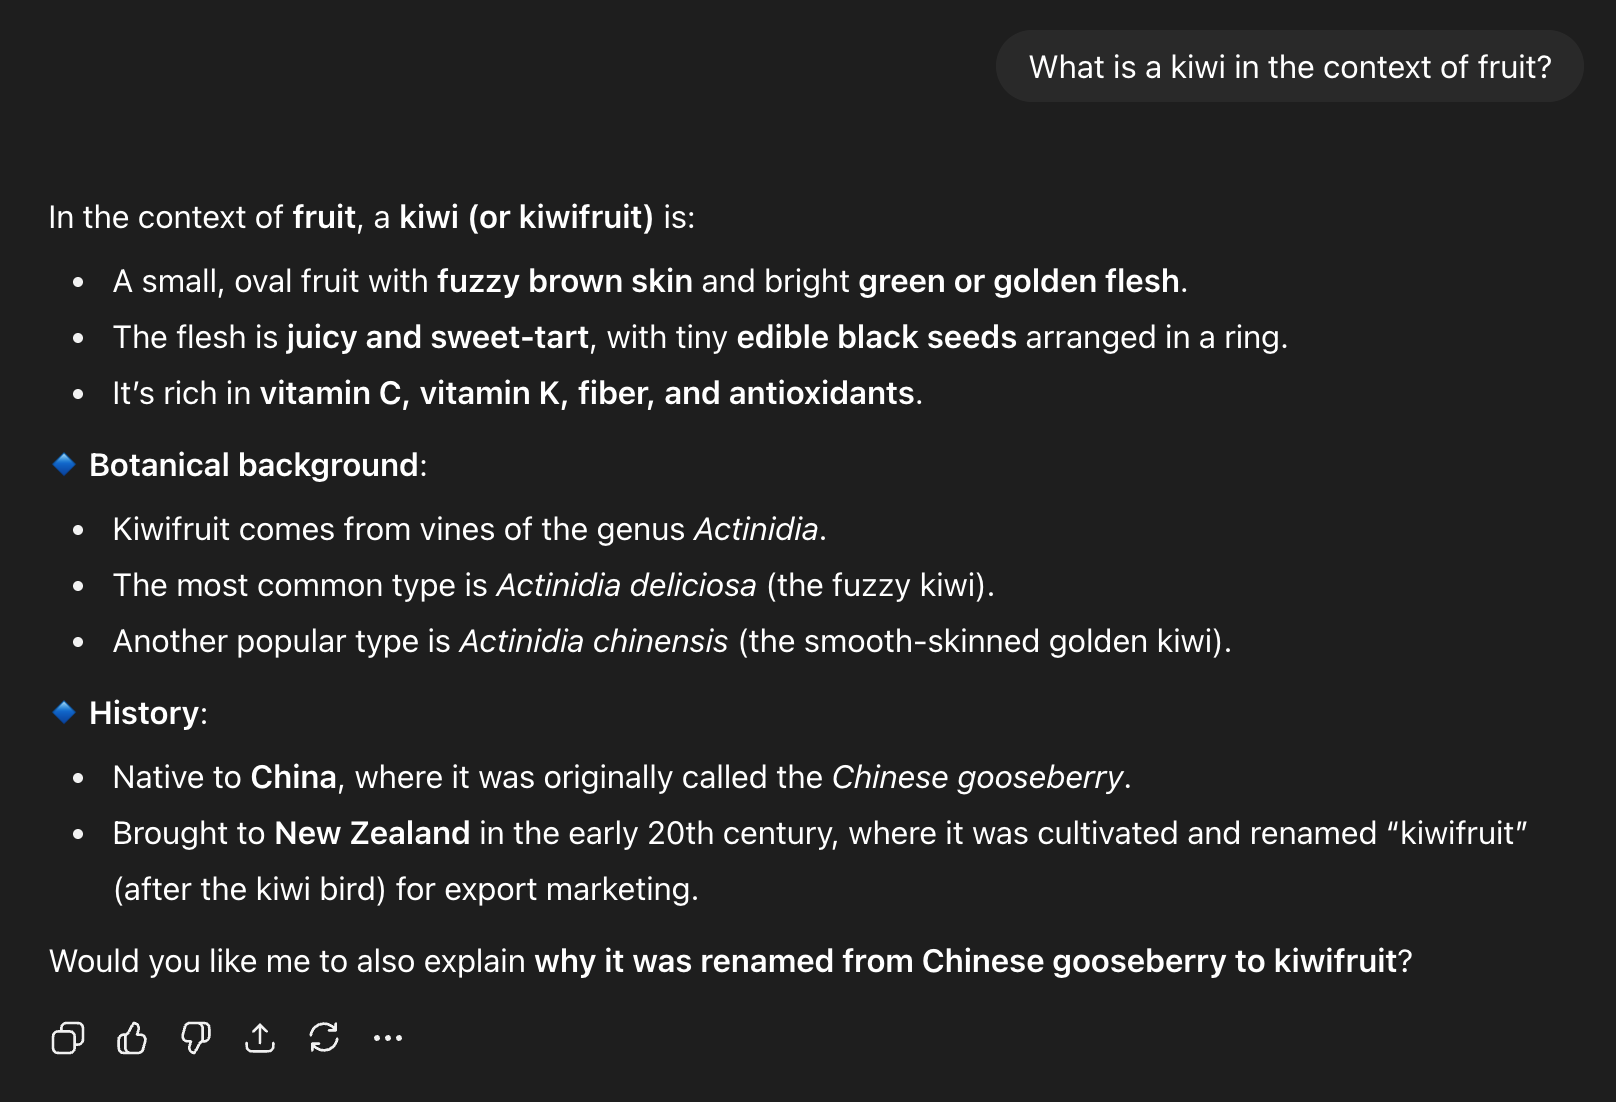 What is a kiwi in the context of fruit?
In the context of fruit, a kiwi (or kiwifruit) is:
• A small, oval fruit with fuzzy brown skin and bright green or golden flesh.
• The flesh is juicy and sweet-tart, with tiny edible black seeds arranged in a ring.
• It’s rich in vitamin C, vitamin K, fiber, and antioxidants.
🔹 Botanical background:
• Kiwifruit comes from vines of the genus Actinidia.
• The most common type is Actinidia deliciosa (the fuzzy kiwi).
• Another popular type is Actinidia chinensis (the smooth-skinned golden kiwi).
🔹 History:
• Native to China, where it was originally called the Chinese gooseberry.
• Brought to New Zealand in the early 20th century, where it was cultivated and renamed “kiwifruit”
(after the kiwi bird) for export marketing.
Would you like me to also explain why it was renamed from Chinese gooseberry to kiwifruit?